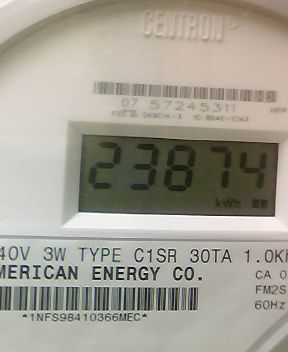 CENTRON®
07 57245311
23874
kWh
40V 3W TYPE C1SR 30TA 1.0K
MERICAN ENERGY CO.
CA 0
FM2S
60Hz
*1NFS98410366MEC*